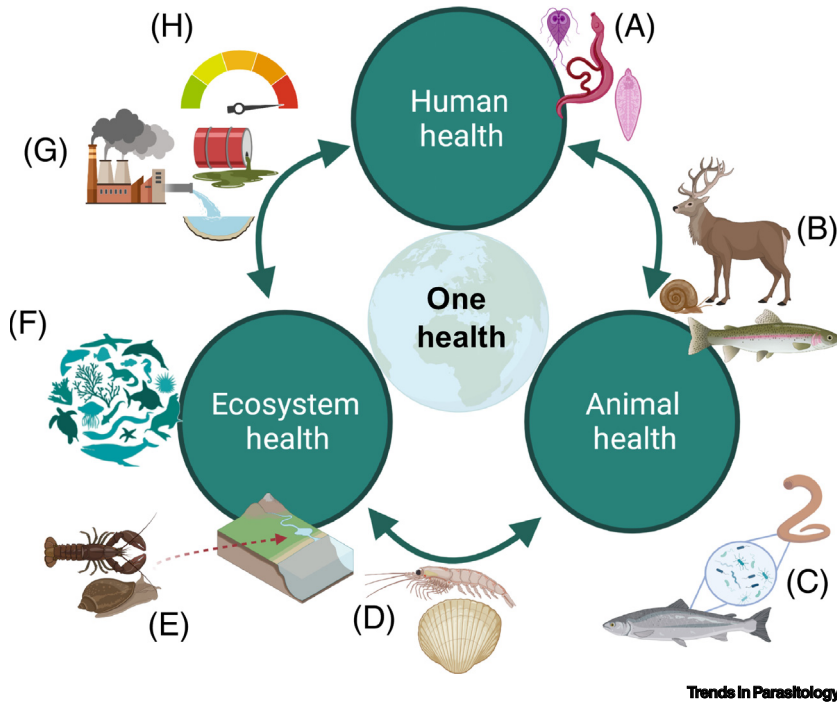 (H)
(A)
Human
health
(G)
(B)
One
health
(F)
Ecosystem
health
Animal
health
(C)
(D)
(E)
Trends in Parasitology